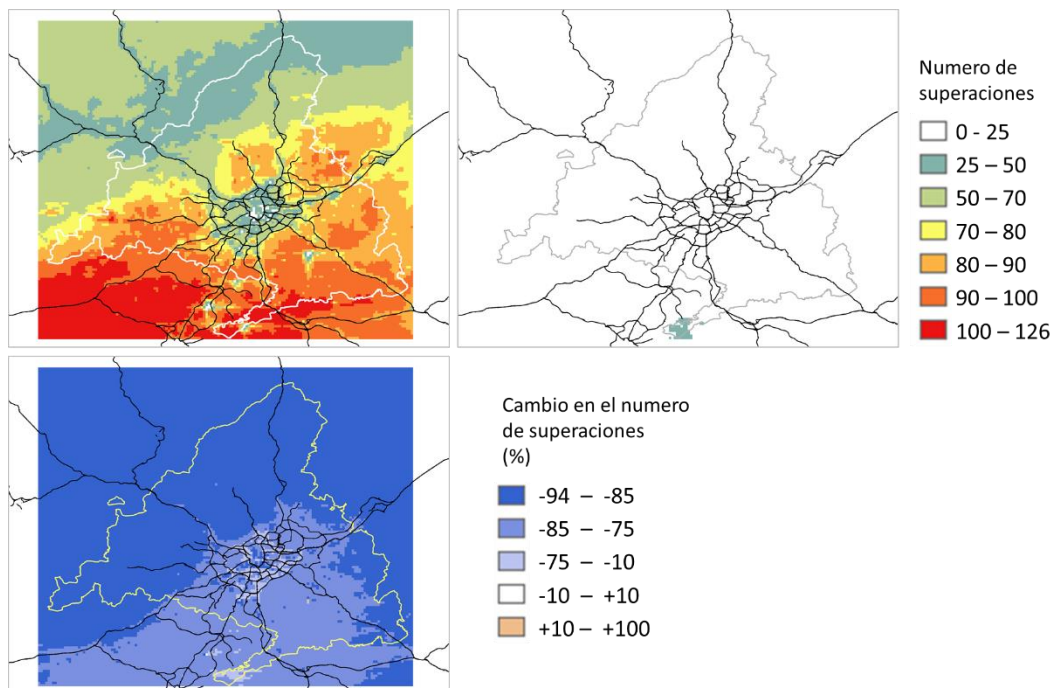 Numero de
superaciones
0 - 25
25 – 50
50 – 70
70 – 80
80 – 90
90 – 100
100 – 126
Cambio en el numero
de superaciones
(%)
-94 – -85
-85 – -75
-75 – -10
-10 – +10
+10 – +100